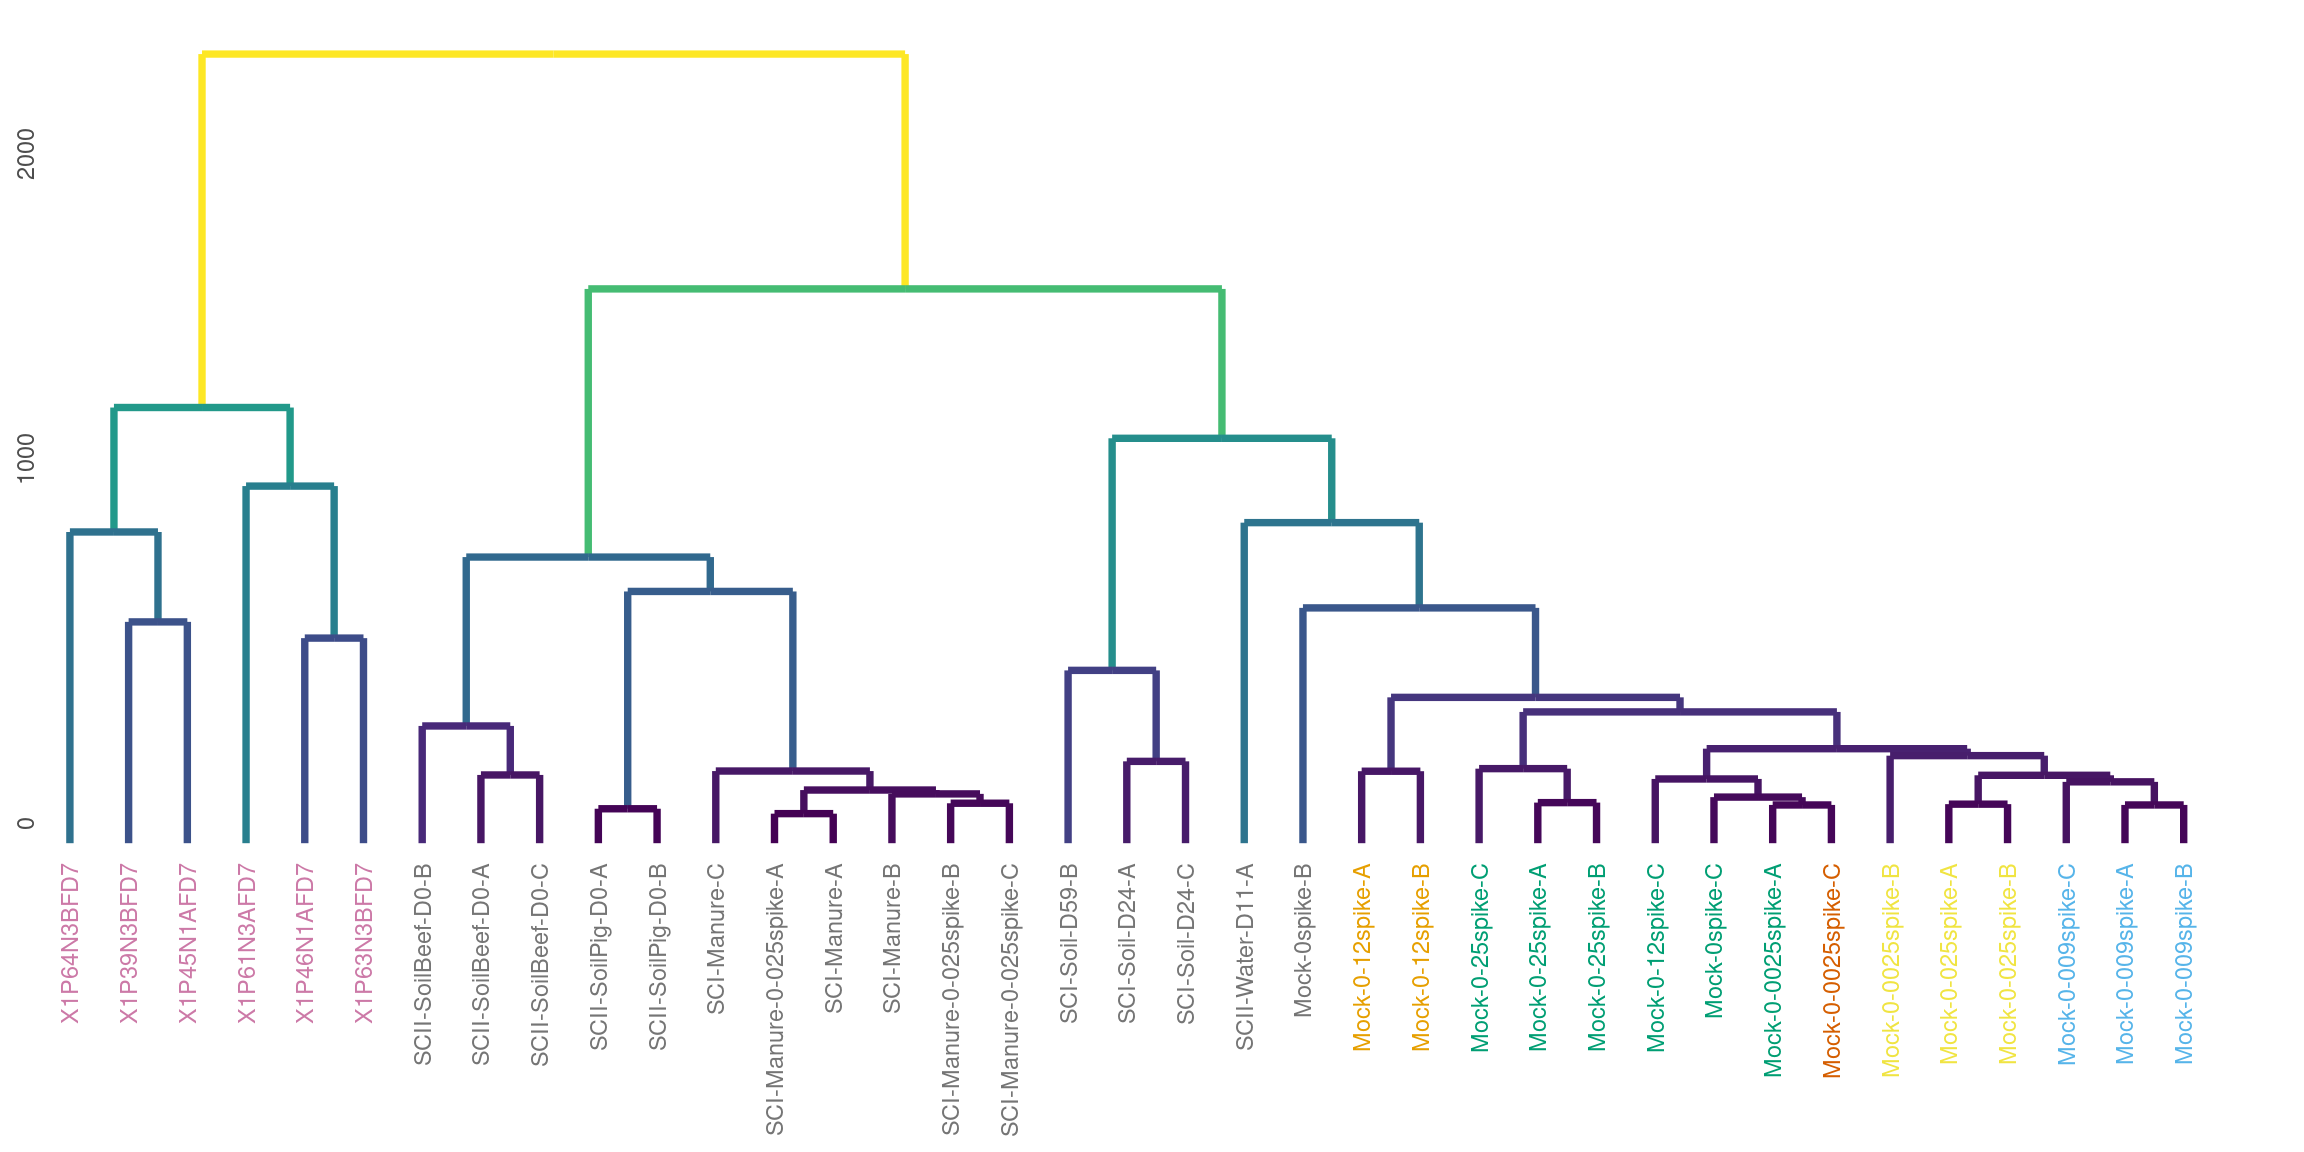 2000
1000
0
X1P64N3BFD7
X1P39N3BFD7
X1P45N1AFD7
X1P61N3AFD7
X1P46N1AFD7
X1P63N3BFD7
SCII-SoilBeef-D0-B
SCII-SoilBeef-D0-A
SCII-SoilBeef-D0-C
SCII-SoilPig-D0-A
SCII-SoilPig-D0-B
SCI-Manure-C
SCI-Manure-0-025spike-A
SCI-Manure-A
SCI-Manure-B
SCI-Manure-0-025spike-B
SCI-Manure-0-025spike-C
SCI-Soil-D59-B
SCI-Soil-D24-A
SCI-Soil-D24-C
SCII-Water-D11-A
Mock-0spike-B
Mock-0-12spike-A
Mock-0-12spike-B
Mock-0-25spike-C
Mock-0-25spike-A
Mock-0-25spike-B
Mock-0-12spike-C
Mock-0spike-C
Mock-0-0025spike-A
Mock-0-0025spike-C
Mock-0-0025spike-B
Mock-0-025spike-A
Mock-0-025spike-B
Mock-0-009spike-C
Mock-0-009spike-A
Mock-0-009spike-B